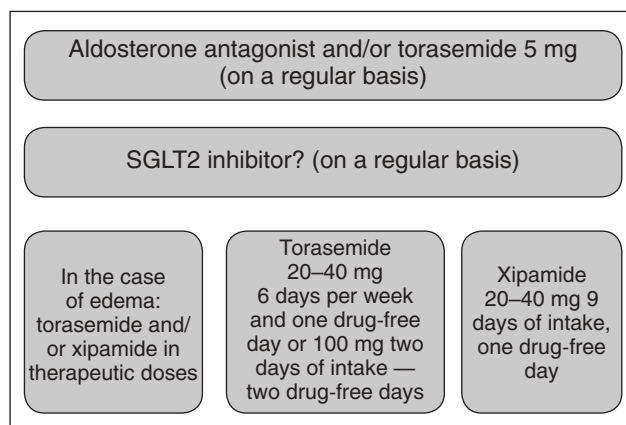 Aldosterone antagonist and/or torasemide 5 mg
(on a regular basis)
SGLT2 inhibitor? (on a regular basis)
In the case
of edema:
torasemide and/
or xipamide in
therapeutic doses
Torasemide
20–40 mg
6 days per week
and one drug-free
day or 100 mg two
days of intake —
two drug-free days
Xipamide
20–40 mg 9
days of intake,
one drug-free
day